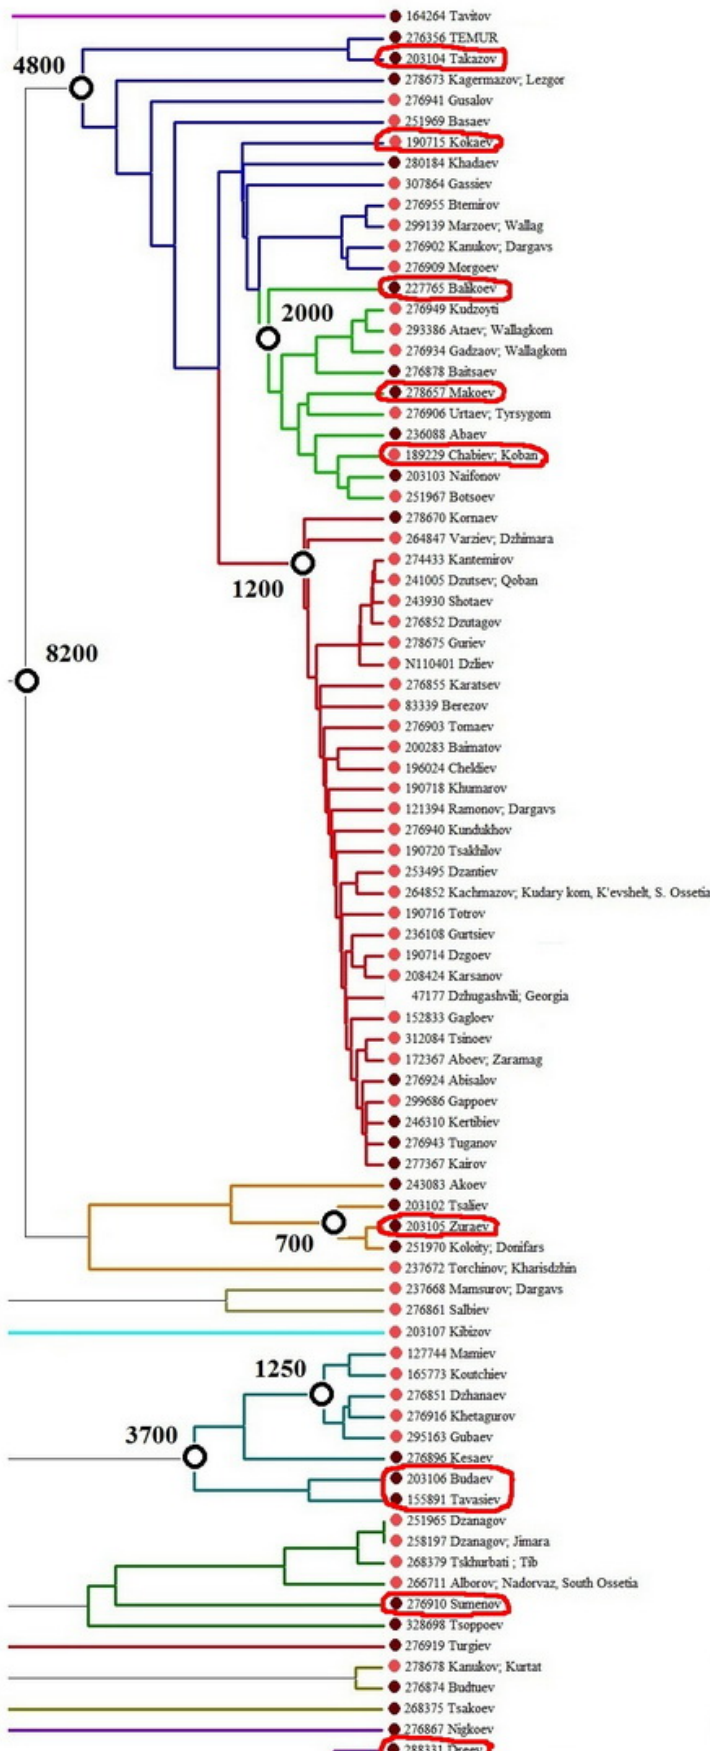 164264 Tavitov
276356 TEMUR
203104 Takazov
4800
278673 Kagermazov; Lezgor
276941 Gusalov
251969 Basaev
190715 Kokaev
280184 Khadaev
307864 Gassiev
276955 Btemirov
299139 Marzoev; Wallag
276902 Kanukov; Dargavs
276909 Morgoev
227765 Balikoev
2000
276949 Kudzoyti
293386 Ataev; Wallagkom
276934 Gadzaov; Wallagkom
276878 Baitsaev
278657 Makoev
276906 Urtaev; Tyrsygom
236088 Abaev
189229 Chabiev; Koban
203103 Naifonov
251967 Botsoev
278670 Kornaev
264847 Varziev; Dzhimara
274433 Kantemirov
1200
241005 Dzutsev; Qoban
243930 Shotaev
276852 Dzutagov
278675 Guriev
8200
N110401 Dzliev
276855 Karatsev
83339 Berezov
276903 Tomaev
200283 Baimatov
196024 Cheldiev
190718 Khumarov
121394 Ramonov; Dargavs
276940 Kundukhov
190720 Tsakhilov
253495 Dzantiev
264852 Kachmazov; Kudary kom, K'evshelt, S. Ossetia
190716 Totrov
236108 Gurtsiev
190714 Dzgoev
208424 Karsanov
47177 Dzhugashvili; Georgia
152833 Gagloev
312084 Tsinoev
172367 Aboev; Zaramag
276924 Abisalov
299686 Gappoev
246310 Kertibiev
276943 Tuganov
277367 Kairov
243083 Akoev
203102 Tsaliev
203105 Zuraev
700
251970 Koloity; Donifars
237672 Torchinov; Kharisdzhin
237668 Mamsurov; Dargavs
276861 Salbiev
203107 Kibizov
127744 Mamiev
1250
165773 Koutchiev
276851 Dzhanaev
276916 Khetagurov
3700
295163 Gubaev
276896 Kesaev
203106 Budaev
155891 Tavasiev
251965 Dzanagov
258197 Dzanagov; Jimara
268379 Tskhurbati ; Tib
266711 Alborov; Nadorvaz, South Ossetia
276910 Sumenov
328698 Tsoppoev
276919 Turgiev
278678 Kanukov; Kurtat
276874 Budtuev
268375 Tsakoev
276867 Nigkoev
288331 Dreev